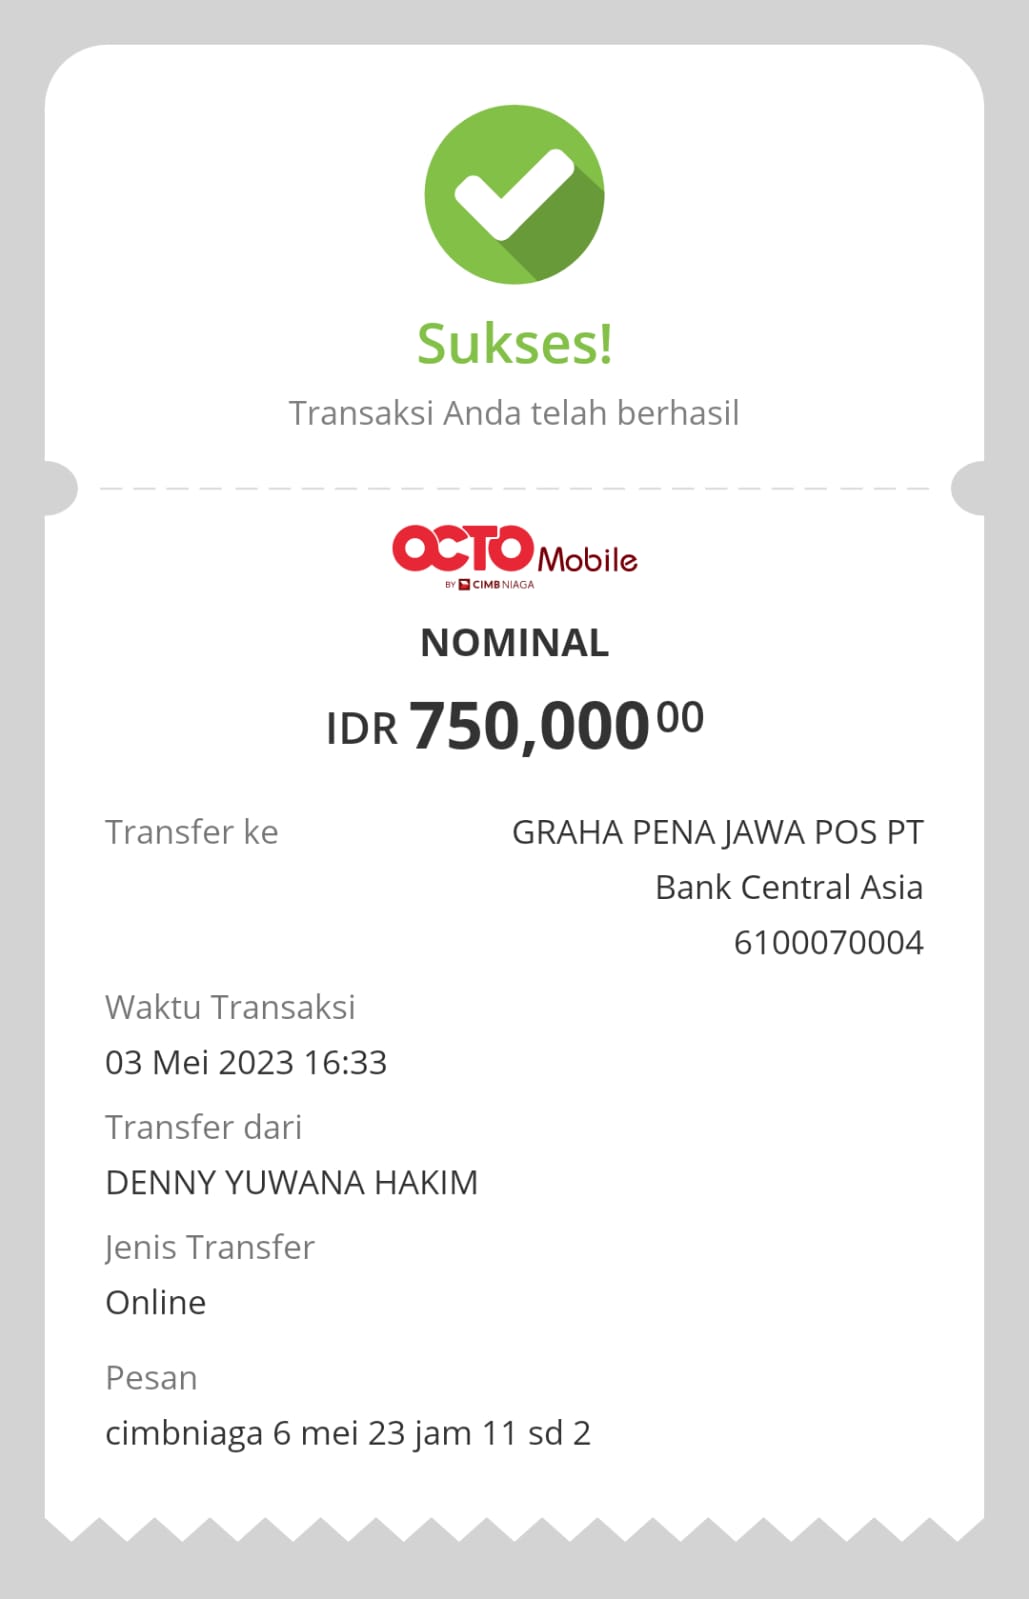 Sukses!
Transaksi Anda telah berhasil
OCTO Mobile
BY CIMB NIAGA
NOMINAL
IDR 750,000 00
Transfer ke GRAHA PENA JAWA POS PT
Bank Central Asia
6100070004
Waktu Transaksi
03 Mei 2023 16:33
Transfer dari
DENNY YUWANA HAKIM
Jenis Transfer
Online
Pesan
cimbniaga 6 mei 23 jam 11 sd 2